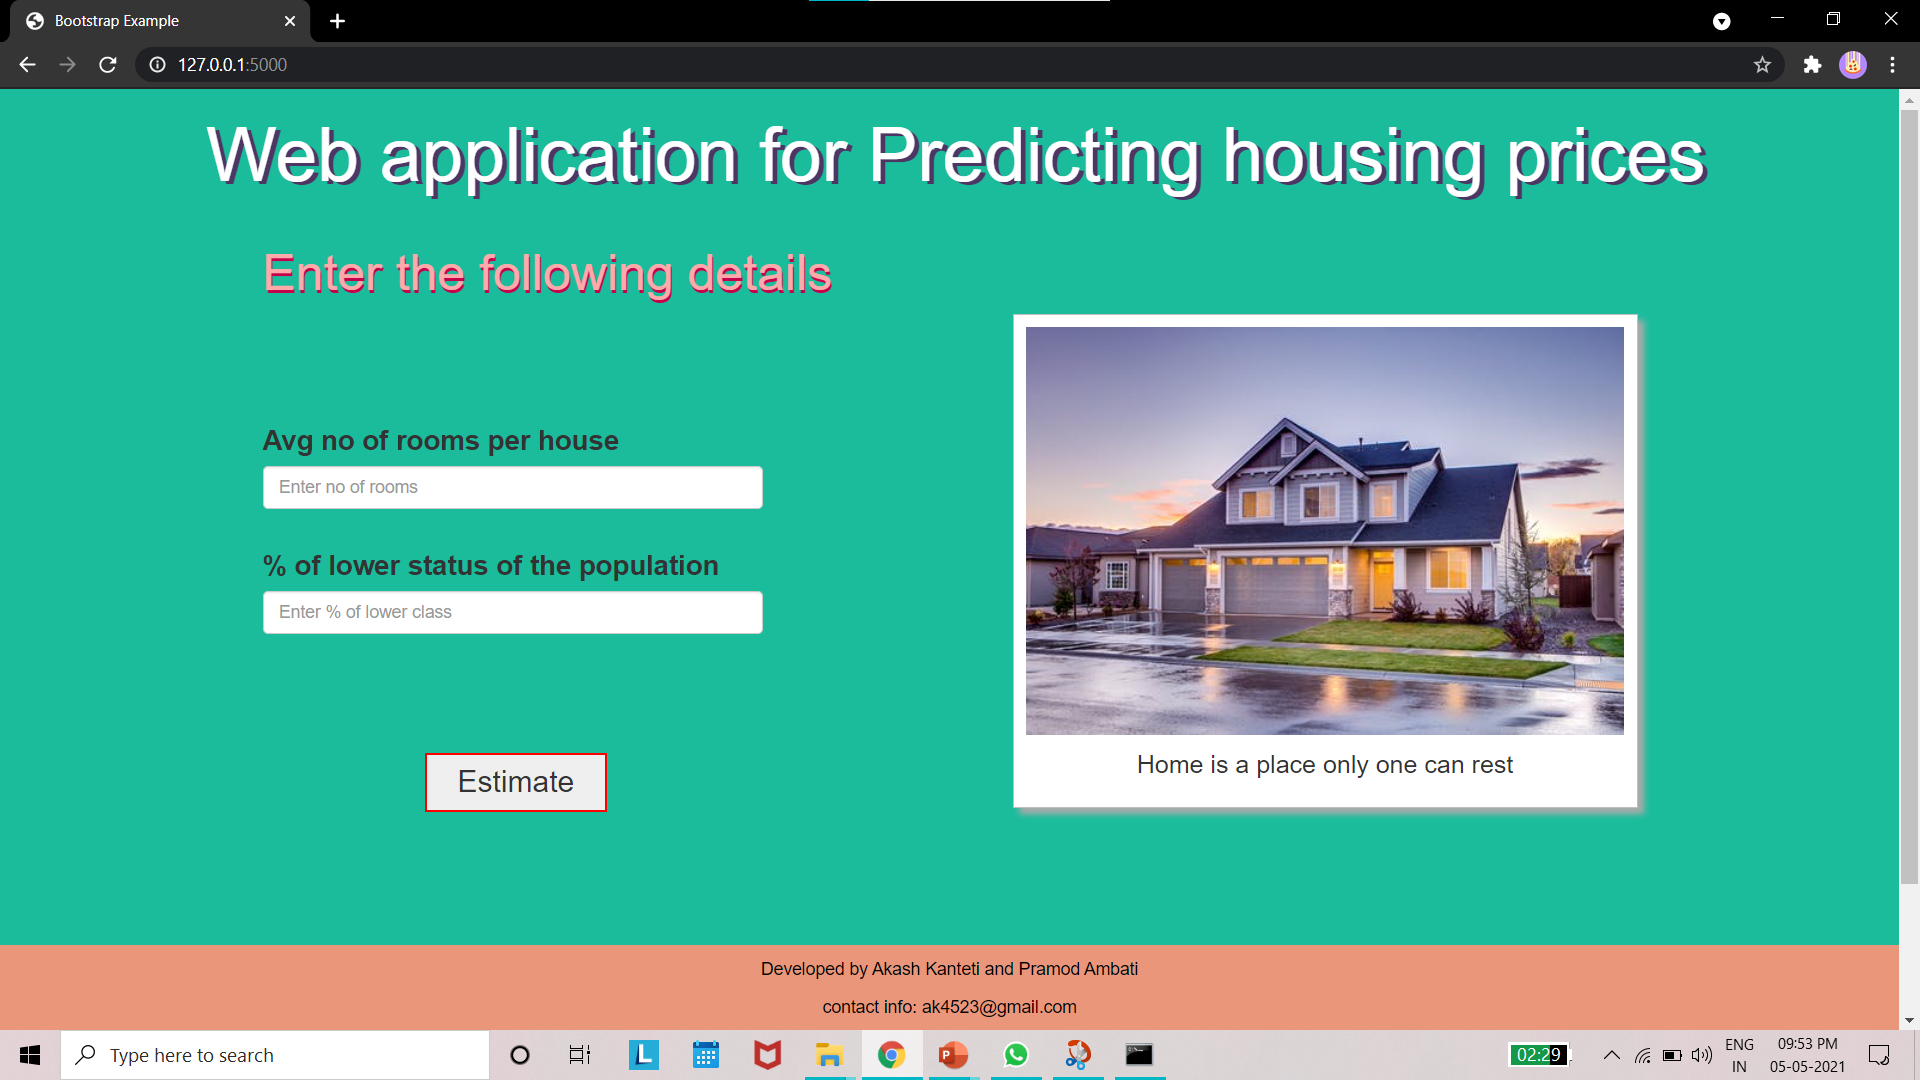 Bootstrap Example
127.0.0.1:5000
Web application for Predicting housing prices
Enter the following details
Avg no of rooms per house
Enter no of rooms
% of lower status of the population
Enter % of lower class
Estimate
Home is a place only one can rest
Developed by Akash Kanteti and Pramod Ambati
contact info: ak4523@gmail.com
Type here to search
L
P
02:29
ENG
IN
09:53 PM
05-05-2021